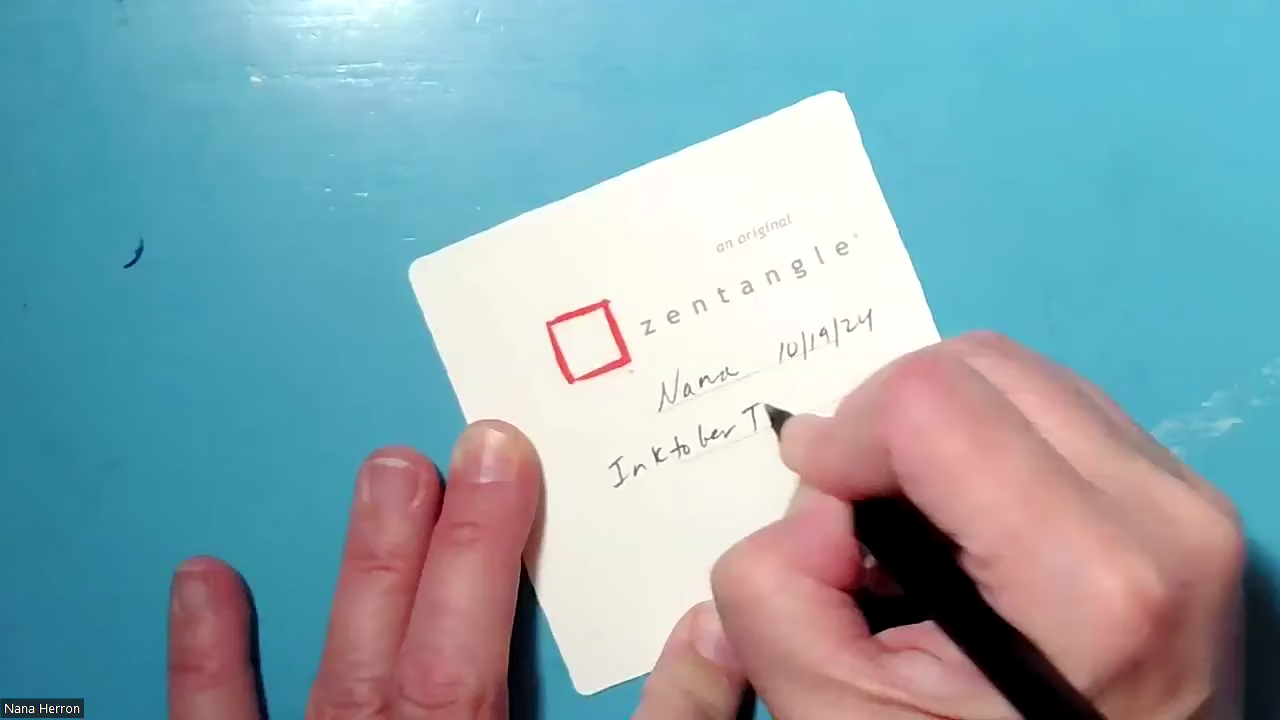 an original
zentangle
Nana 10/19/24
Inktober T
Nana Herron